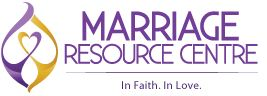 MARRIAGE
RESOURCE CENTRE
In Faith. In Love.